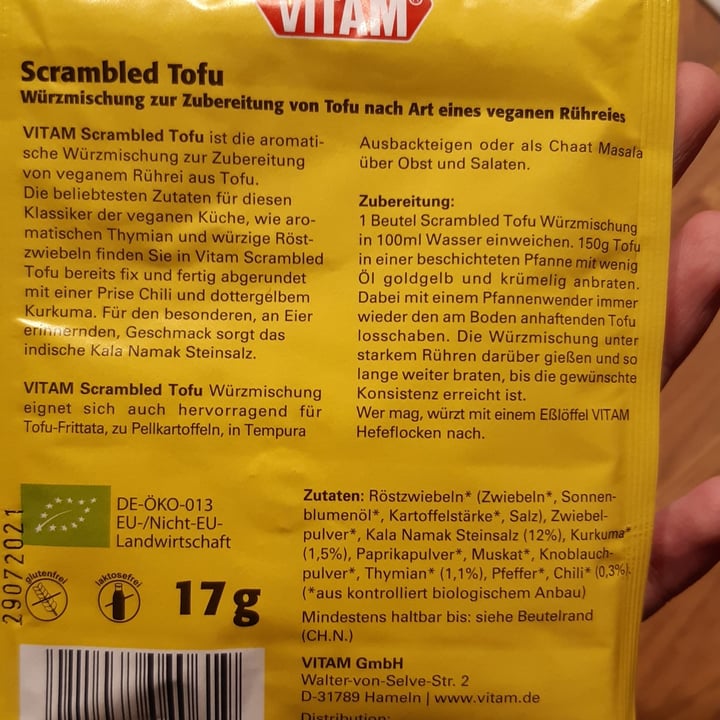 VITAM®
Scrambled Tofu
Würzmischung zur Zubereitung von Tofu nach Art eines veganen Rühreies
VITAM Scrambled Tofu ist die aromati-
sche Würzmischung zur Zubereitung
von veganem Rührei aus Tofu.
Die beliebtesten Zutaten für diesen
Klassiker der veganen Küche, wie aro-
matischen Thymian und würzige Röst-
zwiebeln finden Sie in Vitam Scrambled
Tofu bereits fix und fertig abgerundet
mit einer Prise Chili und dottergelbem
Kurkuma. Für den besonderen, an Eier
erinnernden, Geschmack sorgt das
indische Kala Namak Steinsalz.
VITAM Scrambled Tofu Würzmischung
eignet sich auch hervorragend für
Tofu-Frittata, zu Pellkartoffeln, in Tempura
Ausbackteigen oder als Chaat Masala
über Obst und Salaten.
Zubereitung:
1 Beutel Scrambled Tofu Würzmischung
in 100ml Wasser einweichen. 150g Tofu
in einer beschichteten Pfanne mit wenig
Öl goldgelb und krümelig anbraten.
Dabei mit einem Pfannenwender immer
wieder den am Boden anhaftenden Tofu
losschaben. Die Würzmischung unter
starkem Rühren darüber gießen und so
lange weiter braten, bis die gewünschte
Konsistenz erreicht ist.
Wer mag, würzt mit einem Eßlöffel VITAM
Hefeflocken nach.
DE-ÖKO-013
EU-/Nicht-EU-
Landwirtschaft
glutenfrei
laktosefrei
17g
29072021
Zutaten: Röstzwiebeln* (Zwiebeln*, Sonnen-
blumenöl*, Kartoffelstärke*, Salz), Zwiebel-
pulver*, Kala Namak Steinsalz (12%), Kurkuma*
(1,5%), Paprikapulver*, Muskat*, Knoblauch-
pulver*, Thymian* (1,1%), Pfeffer*, Chili* (0,3%).
(*aus kontrolliert biologischem Anbau)
Mindestens haltbar bis: siehe Beutelrand
(CH.N.)
VITAM GmbH
Walter-von-Selve-Str. 2
D-31789 Hameln | www.vitam.de
Distribution: